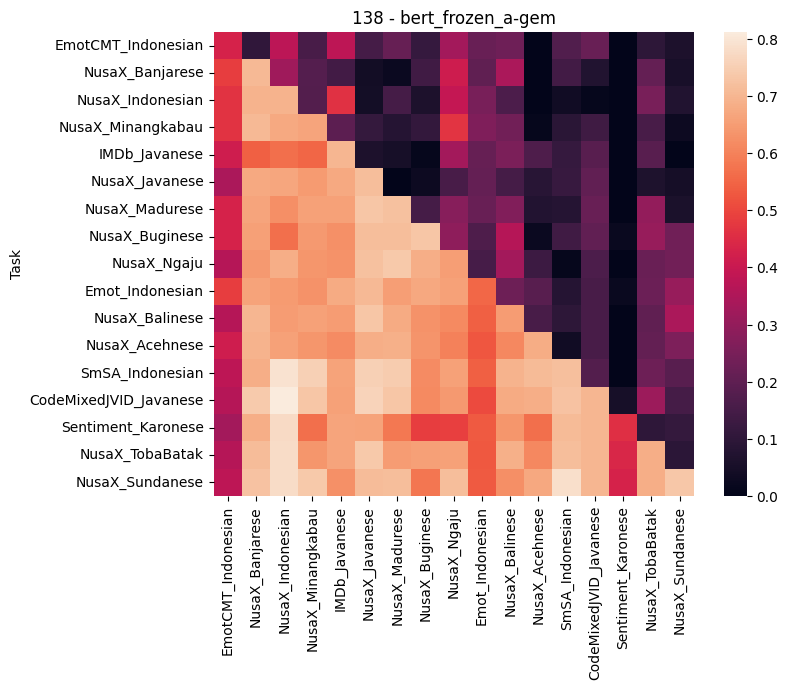 138 - bert_frozen_a-gem
Task
EmotCMT_Indonesian
NusaX_Banjarese
NusaX_Indonesian
NusaX_Minangkabau
IMDb_Javanese
NusaX_Javanese
NusaX_Madurese
NusaX_Buginese
NusaX_Ngaju
Emot_Indonesian
NusaX_Balinese
NusaX_Acehnese
SmSA_Indonesian
CodeMixedJVID_Javanese
Sentiment_Karonese
NusaX_TobaBatak
NusaX_Sundanese
EmotCMT_Indonesian
NusaX_Banjarese
NusaX_Indonesian
NusaX_Minangkabau
IMDb_Javanese
NusaX_Javanese
NusaX_Madurese
NusaX_Buginese
NusaX_Ngaju
Emot_Indonesian
NusaX_Balinese
NusaX_Acehnese
SmSA_Indonesian
CodeMixedJVID_Javanese
Sentiment_Karonese
NusaX_TobaBatak
NusaX_Sundanese
0.8
0.7
0.6
0.5
0.4
0.3
0.2
0.1
0.0